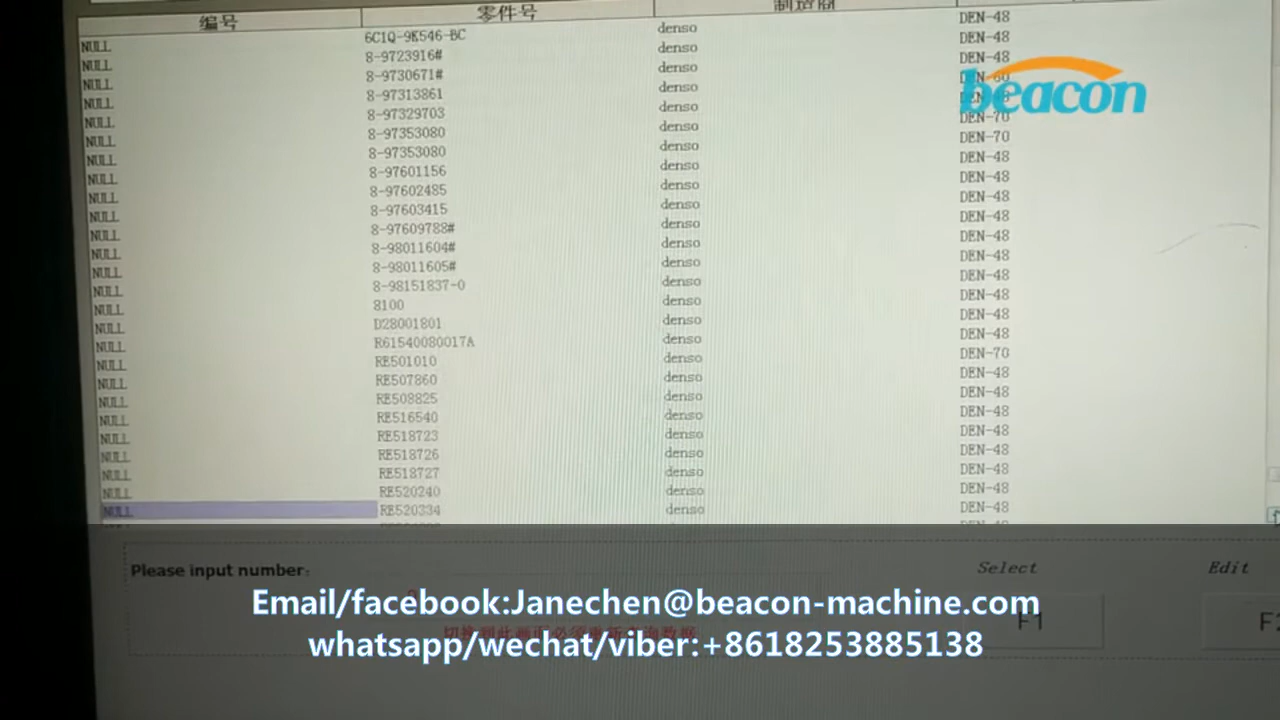 编号 零件号 制造商
NULL 6C1Q-9K546-BC denso DEN-48
NULL 8-9723916# denso DEN-48
NULL 8-9730671# denso DEN-48
NULL 8-97313861 denso DEN-60
NULL 8-97329703 denso
beacon
NULL 8-97353080 denso DEN-70
NULL 8-97353080 denso DEN-70
NULL 8-97601156 denso DEN-48
NULL 8-97602485 denso DEN-48
NULL 8-97603415 denso DEN-48
NULL 8-97609788# denso DEN-48
NULL 8-98011604# denso DEN-48
NULL 8-98011605# denso DEN-48
NULL 8-98151837-0 denso DEN-48
NULL 8100 denso DEN-48
NULL D28001801 denso DEN-48
NULL R61540080017A denso DEN-48
NULL RE501010 denso DEN-70
NULL RE507860 denso DEN-48
NULL RE508825 denso DEN-48
NULL RE516540 denso DEN-48
NULL RE518723 denso DEN-48
NULL RE518726 denso DEN-48
NULL RE518727 denso DEN-48
NULL RE520240 denso DEN-48
NULL RE520334 denso DEN-48
Please input number: Select Edit
Email/facebook:Janechen@beacon-machine.com
F1
whatsapp/wechat/viber:+8618253885138